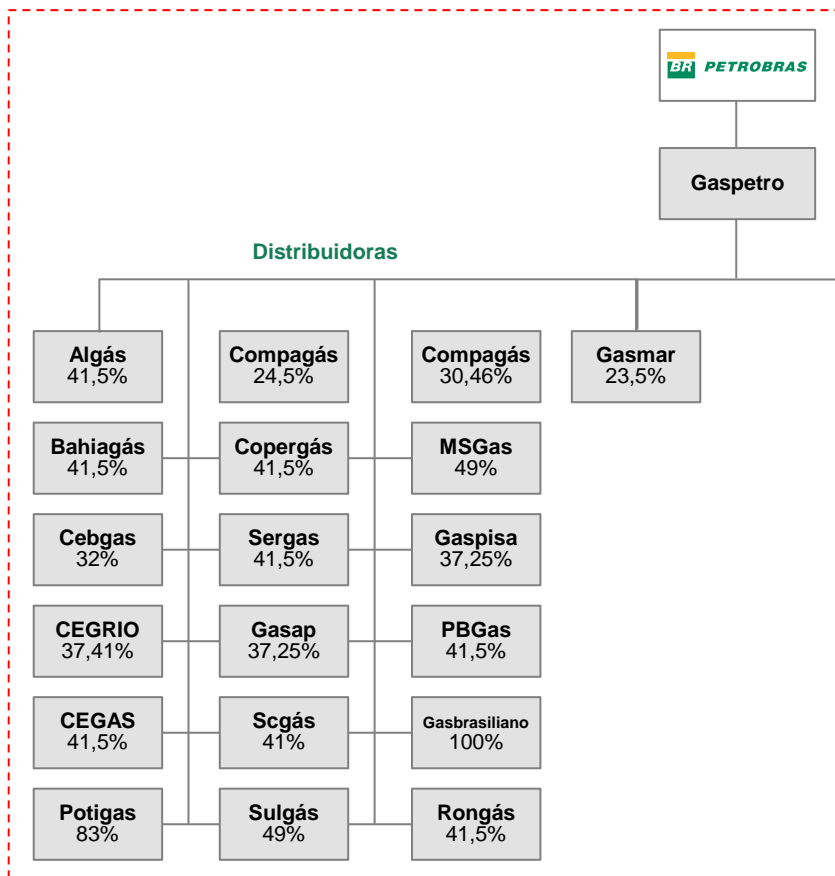 BR PETROBRAS
Gaspetro
Distribuidoras
Algás
41,5%
Compagás
24,5%
Compagás
30,46%
Gasmar
23,5%
Bahiagás
41,5%
Copergás
41,5%
MSGas
49%
Cebgas
32%
Sergas
41,5%
Gaspisa
37,25%
CEGRIO
37,41%
Gasap
37,25%
PBGas
41,5%
CEGAS
41,5%
Scgás
41%
Gasbrasiliano
100%
Potigas
83%
Sulgás
49%
Rongás
41,5%